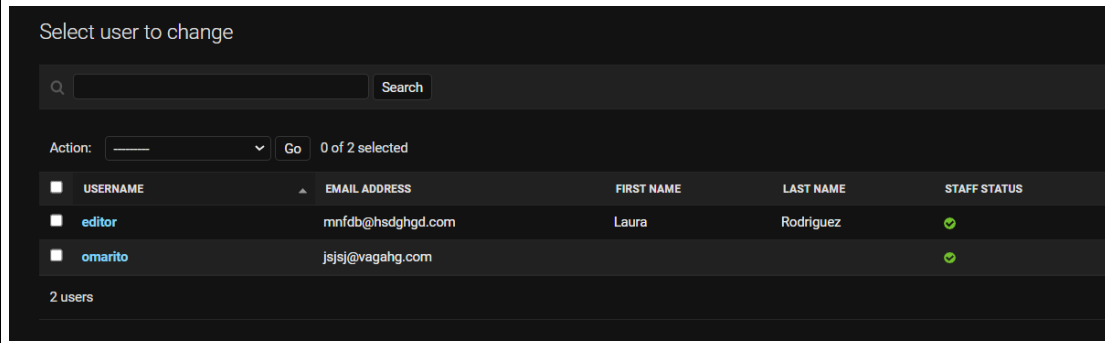 Select user to change
Search
Action: --------- Go 0 of 2 selected
USERNAME EMAIL ADDRESS FIRST NAME LAST NAME STAFF STATUS
editor mnfdb@hsdghgd.com Laura Rodriguez
omarito jsjsj@vagahg.com
2 users